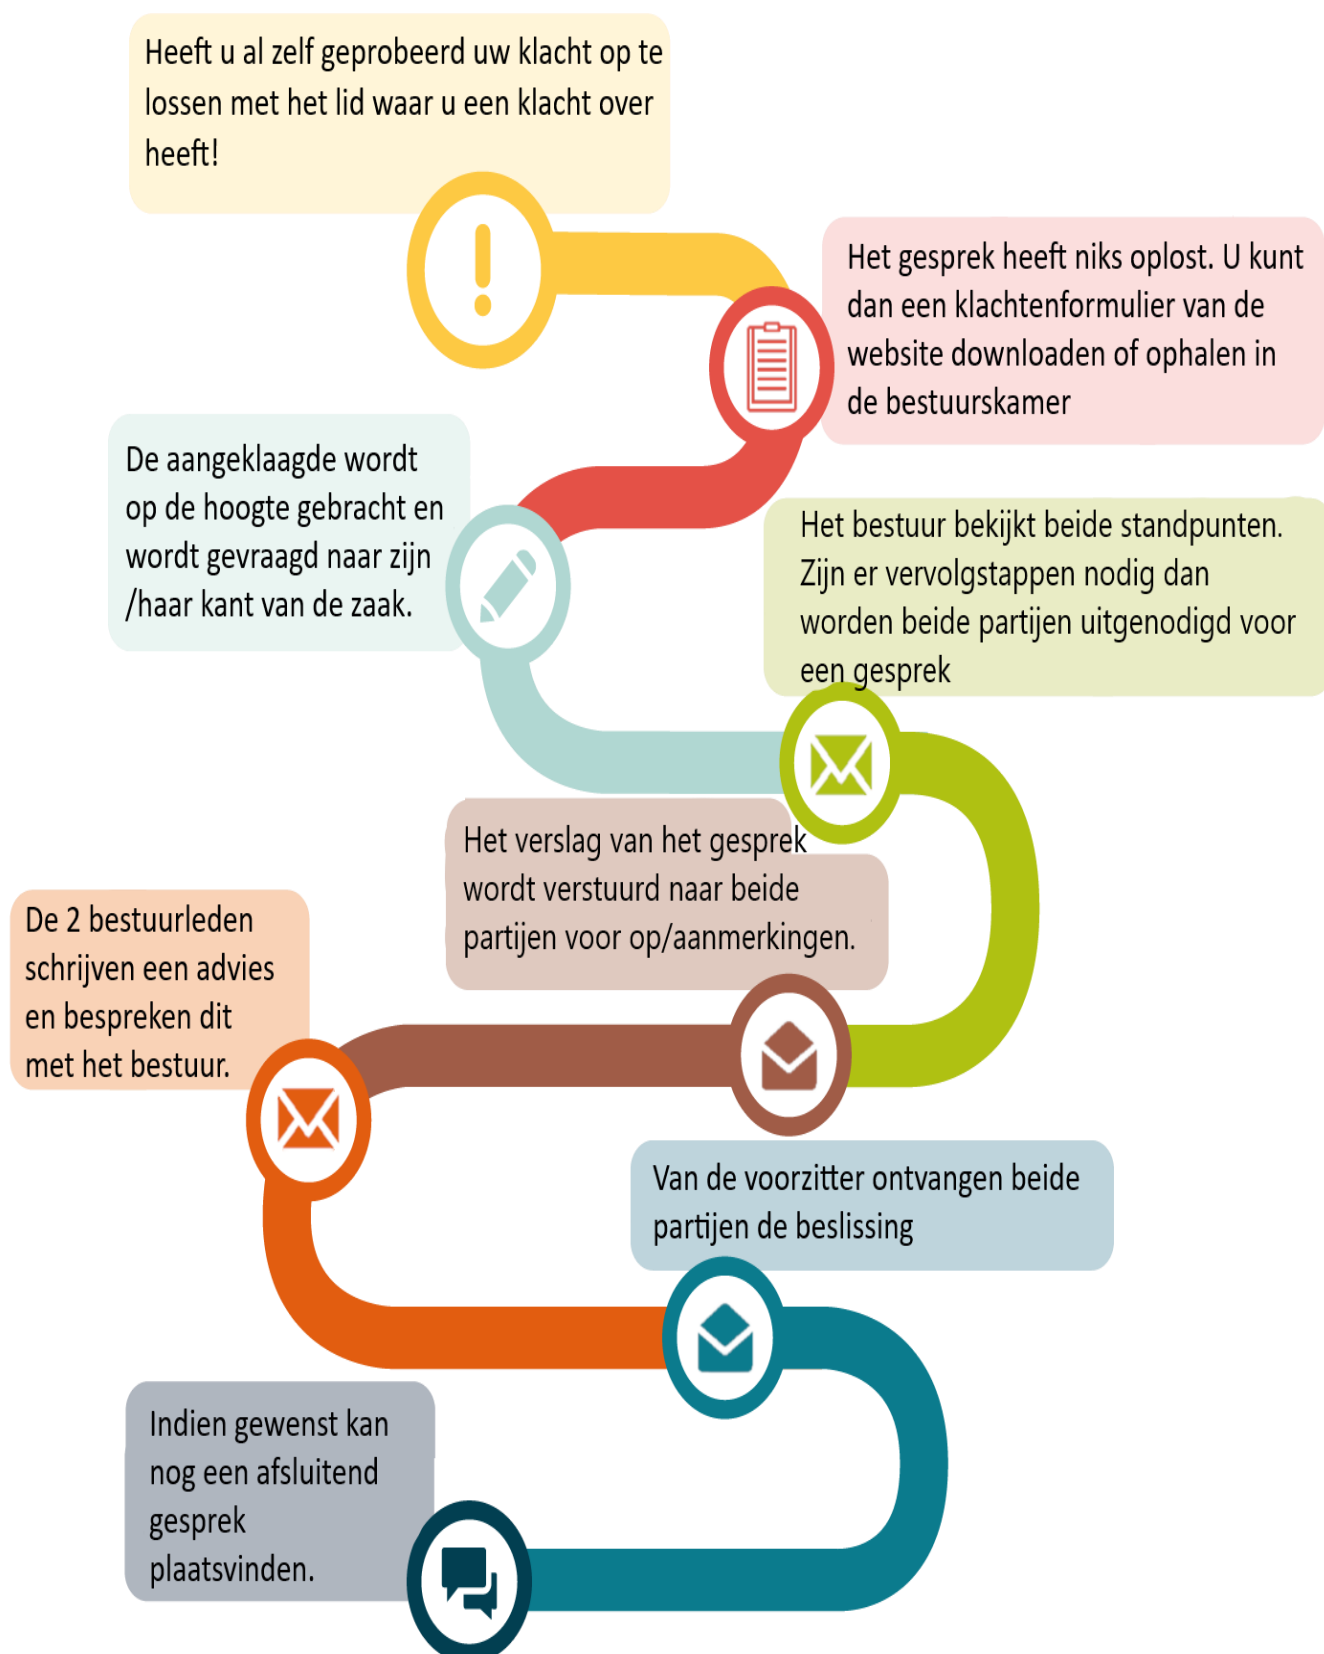 Heeft u al zelf geprobeerd uw klacht op te
lossen met het lid waar u een klacht over
heeft!
Het gesprek heeft niks oplost. U kunt
dan een klachtenformulier van de
website downloaden of ophalen in
de bestuurskamer
De aangeklaagde wordt
op de hoogte gebracht en
wordt gevraagd naar zijn
/haar kant van de zaak.
Het bestuur bekijkt beide standpunten.
Zijn er vervolgstappen nodig dan
worden beide partijen uitgenodigd voor
een gesprek
Het verslag van het gesprek
wordt verstuurd naar beide
partijen voor op/aanmerkingen.
De 2 bestuurleden
schrijven een advies
en bespreken dit
met het bestuur.
Van de voorzitter ontvangen beide
partijen de beslissing
Indien gewenst kan
nog een afsluitend
gesprek
plaatsvinden.